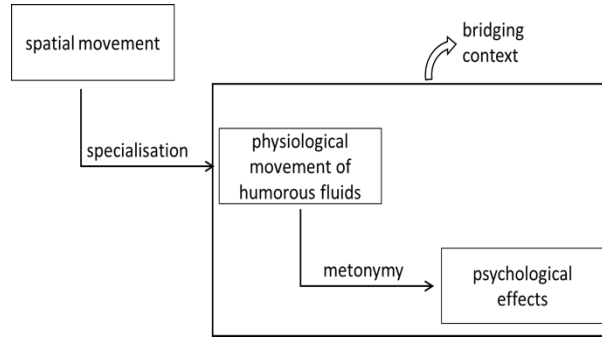 spatial movement
bridging
context
specialisation
physiological
movement of
humorous fluids
metonymy
psychological
effects